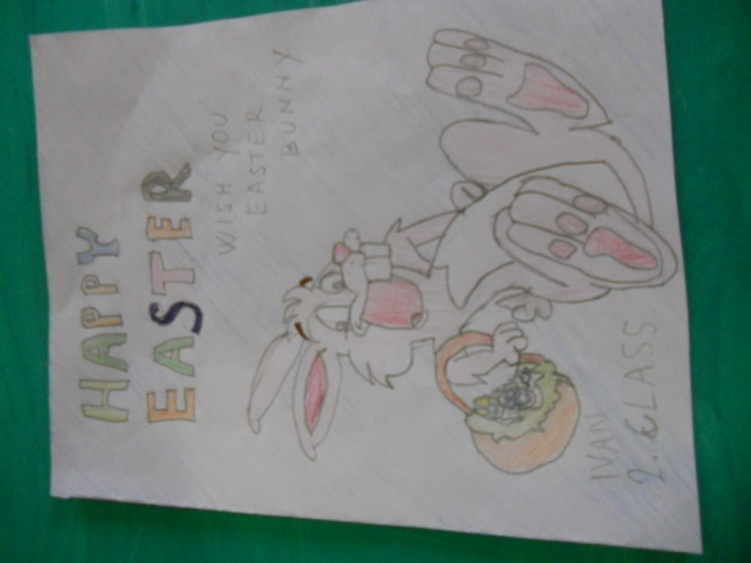 HAPPY
EASTER
WISH YOU
EASTER
BUNNY
IVAN
2. CLASS